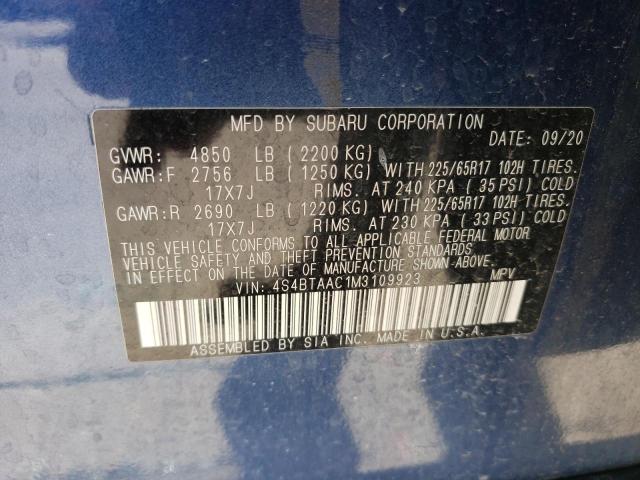 MFD BY SUBARU CORPORATION
DATE: 09/20
GVWR: 4850 LB ( 2200 KG)
GAWR:F 2756 LB ( 1250 KG) WITH 225/65R17 102H TIRES.
17X7J RIMS. AT 240 KPA ( 35 PSI) COLD
GAWR:R 2690 LB ( 1220 KG) WITH 225/65R17 102H TIRES.
17X7J RIMS. AT 230 KPA ( 33 PSI) COLD
THIS VEHICLE CONFORMS TO ALL APPLICABLE FEDERAL MOTOR
VEHICLE SAFETY AND THEFT PREVENTION STANDARDS
IN EFFECT ON THE DATE OF MANUFACTURE SHOWN ABOVE.
VIN: 4S4BTAAC1M3109923 MPV
ASSEMBLED BY SIA INC. MADE IN U.S.A.